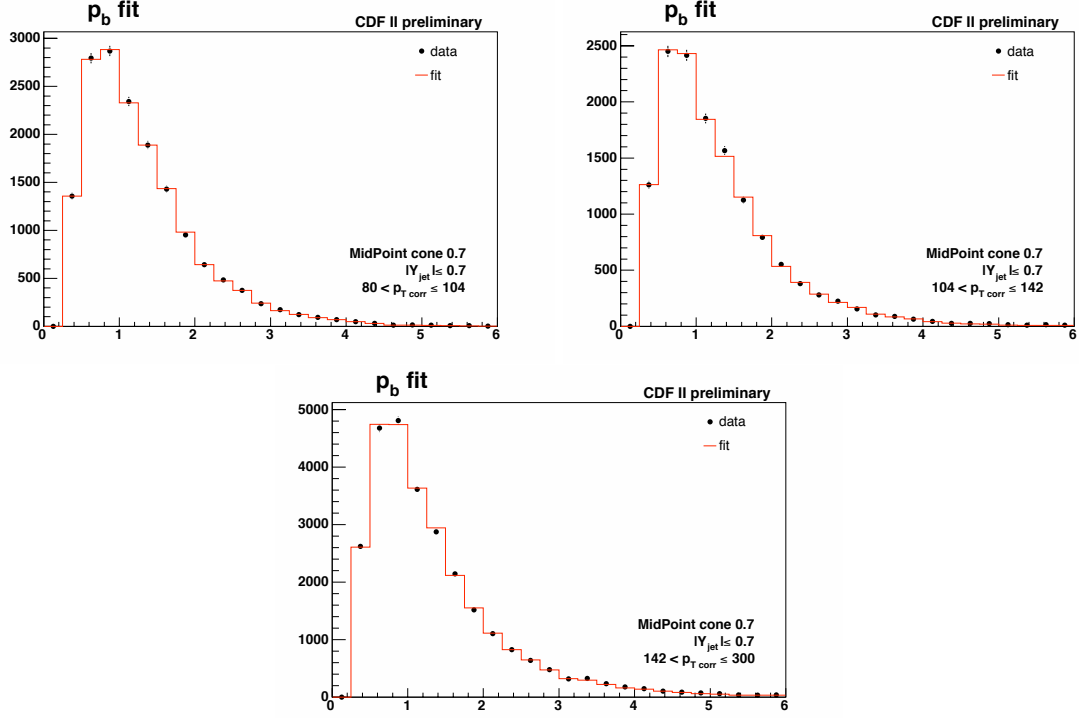 p_b fit
CDF II preliminary
3000
2500
2000
1500
1000
500
0
data
fit
MidPoint cone 0.7
|Y_jet|≤ 0.7
80 < p_T corr ≤ 104
0 1 2 3 4 5 6
p_b fit
CDF II preliminary
2500
2000
1500
1000
500
0
data
fit
MidPoint cone 0.7
|Y_jet|≤ 0.7
104 < p_T corr ≤ 142
0 1 2 3 4 5 6
p_b fit
CDF II preliminary
5000
4000
3000
2000
1000
0
data
fit
MidPoint cone 0.7
|Y_jet|≤ 0.7
142 < p_T corr ≤ 300
0 1 2 3 4 5 6